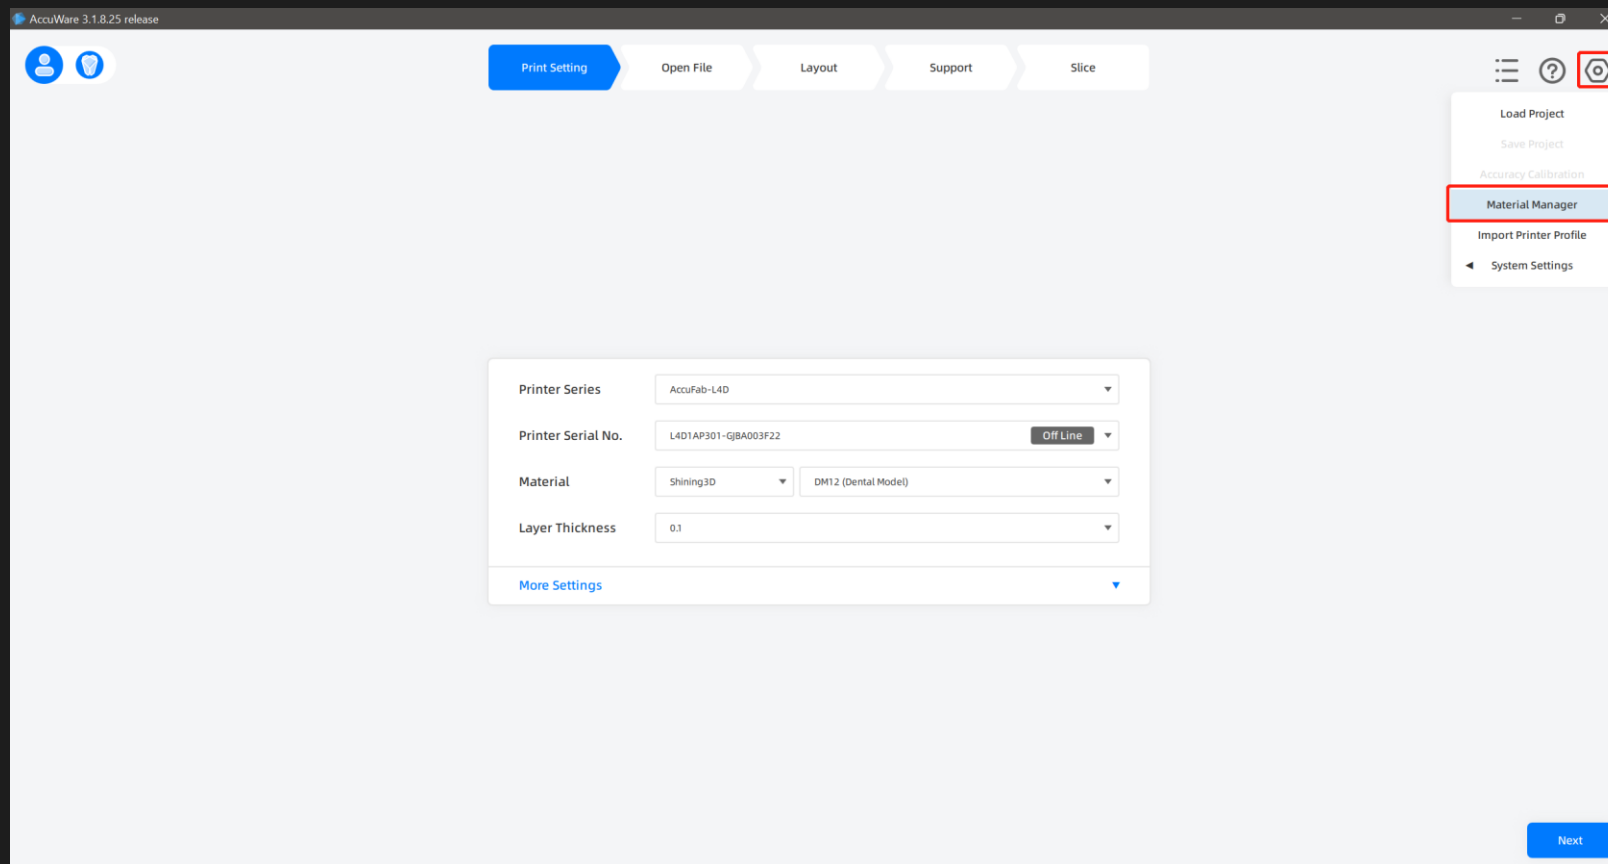 AccuWare 3.1.8.25 release
Print Setting
Open File
Layout
Support
Slice
Load Project
Save Project
Accuracy Calibration
Material Manager
Import Printer Profile
System Settings
Printer Series
AccuFab-L4D
Printer Serial No.
L4D1AP301-GJBA003F22
Off Line
Material
Shining3D
DM12 (Dental Model)
Layer Thickness
0.1
More Settings
Next